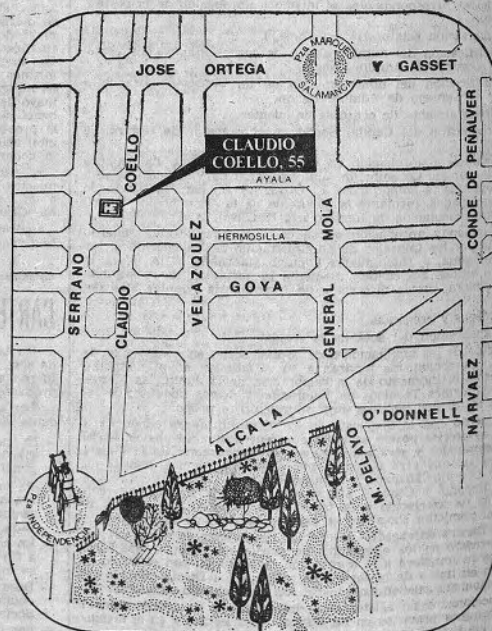 Pza MARQUES
SALAMANCA
JOSE ORTEGA Y GASSET
COELLO
CLAUDIO
COELLO, 55
AYALA
CONDE DE PEÑALVER
MOLA
HERMOSILLA
VELAZQUEZ
GOYA
SERRANO
CLAUDIO
GENERAL
ALCALA
O'DONNELL
NARVAEZ
M. PELAYO
Pza INDEPENDENCIA